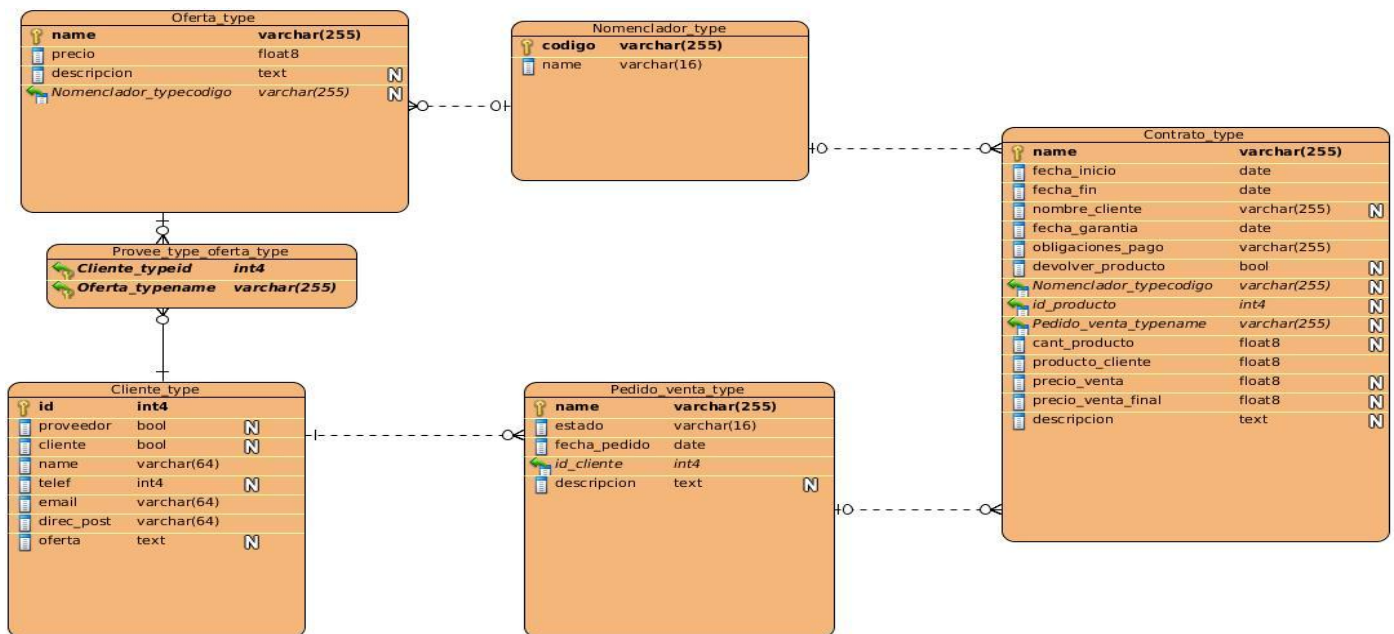 Oferta_type
name varchar(255)
precio float8
descripcion text N
Nomenclador_typecodigo varchar(255) N
Nomenclador_type
codigo varchar(255)
name varchar(16)
Contrato_type
name varchar(255)
fecha_inicio date
fecha_fin date
nombre_cliente varchar(255) N
fecha_garantia date
obligaciones_pago varchar(255)
devolver_producto bool N
Nomenclador_typecodigo varchar(255) N
id_producto int4 N
Pedido_venta_typename varchar(255) N
cant_producto float8 N
producto_cliente float8
precio_venta float8 N
precio_venta_final float8 N
descripcion text N
Provee_type_oferta_type
Cliente_typeid int4
Oferta_typename varchar(255)
Cliente_type
id int4
proveedor bool N
cliente bool N
name varchar(64)
telef int4 N
email varchar(64)
direc_post varchar(64)
oferta text N
Pedido_venta_type
name varchar(255)
estado varchar(16)
fecha_pedido date
id_cliente int4
descripcion text N